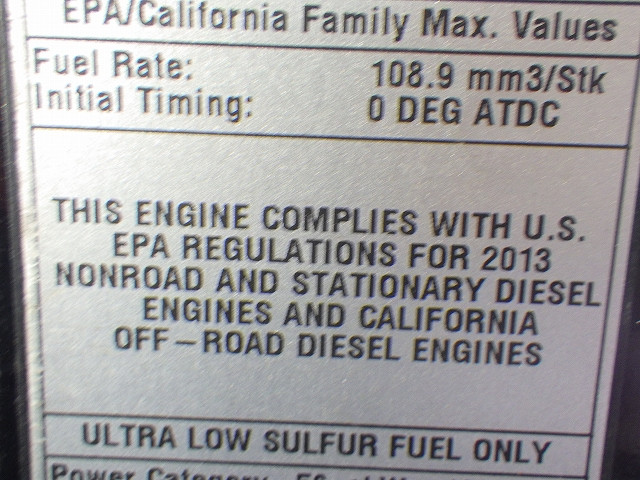 EPA/California Family Max. Values
Fuel Rate: 108.9 mm3/Stk
Initial Timing: 0 DEG ATDC
THIS ENGINE COMPLIES WITH U.S.
EPA REGULATIONS FOR 2013
NONROAD AND STATIONARY DIESEL
ENGINES AND CALIFORNIA
OFF-ROAD DIESEL ENGINES
ULTRA LOW SULFUR FUEL ONLY
Power Category